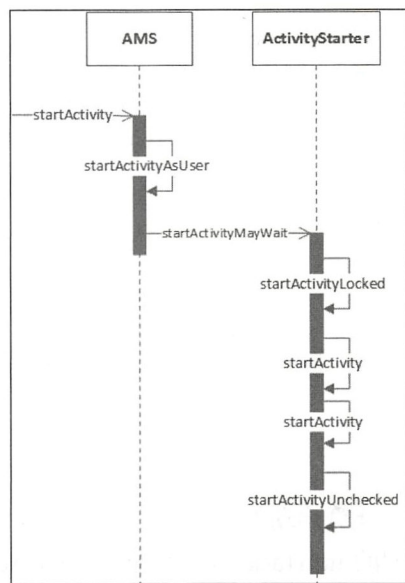 AMS
ActivityStarter
startActivity
startActivityAsUser
startActivityMayWait
startActivityLocked
startActivity
startActivity
startActivityUnchecked